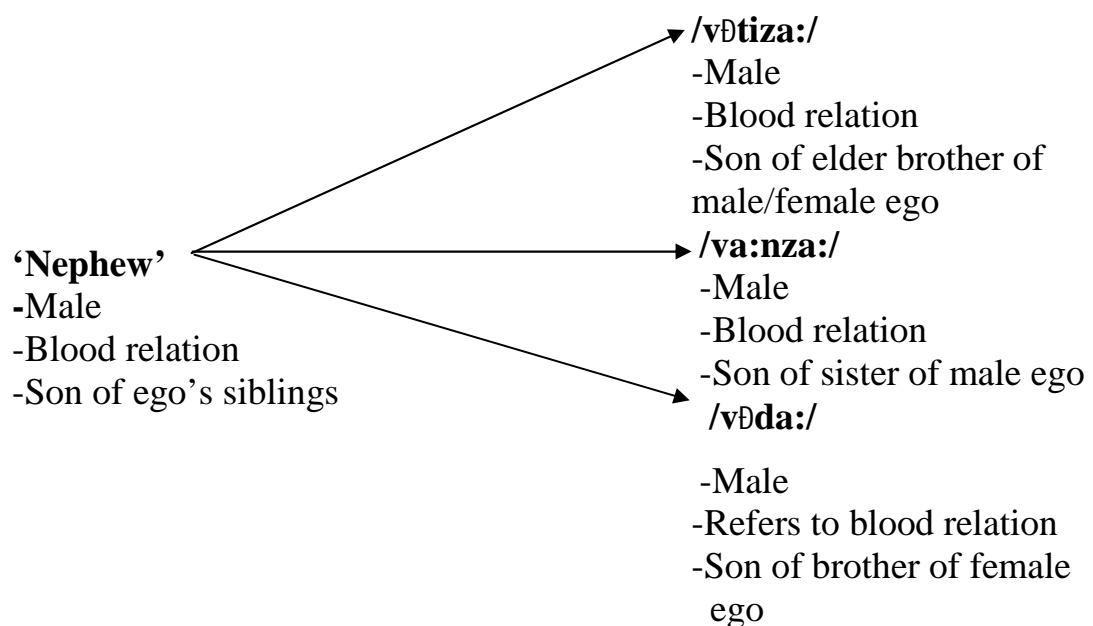 /vÐtiza:/
-Male
-Blood relation
-Son of elder brother of
male/female ego
‘Nephew’
-Male
-Blood relation
-Son of ego’s siblings
/va:nza:/
-Male
-Blood relation
-Son of sister of male ego
/vÐda:/
-Male
-Refers to blood relation
-Son of brother of female
ego